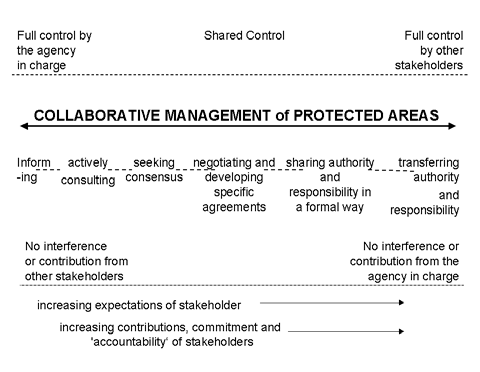 Full control by
the agency
in charge
Shared Control
Full control
by other
stakeholders
COLLABORATIVE MANAGEMENT of PROTECTED AREAS
Inform
-ing
actively
consulting
seeking
consensus
negotiating and
developing
specific
agreements
sharing authority
and
responsibility in
a formal way
transferring
authority
and
responsibility
No interference
or contribution from
other stakeholders
No interference or
contribution from the
agency in charge
increasing expectations of stakeholder
increasing contributions, commitment and
'accountability' of stakeholders